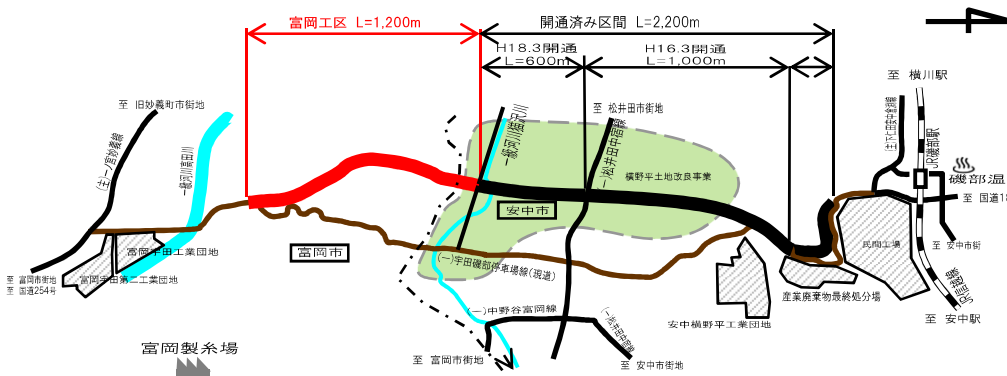 富岡工区 L=1,200m
開通済み区間 L=2,200m
H18.3開通
L=600m
H16.3開通
L=1,000m
至 横川駅
至 旧妙義町市街地
至 松井田市街地
(主)一ノ宮妙義線
一級河川高田川
一級河川猫沢川
(一)松井田中宿線
横野平土地改良事業
JR磯部駅
磯部温
至 国道18
安中市
富岡市
民間工場
至 安中市街
富岡宇田工業団地
富岡宇田第二工業団地
(一)宇田磯部停車場線(現道)
至 富岡市街地
至 国道254号
産業廃棄物最終処分場
JR信越線
(一)中野谷富岡線
安中横野平工業団地
至 安中駅
富岡製糸場
至 富岡市街地
至 安中市街地